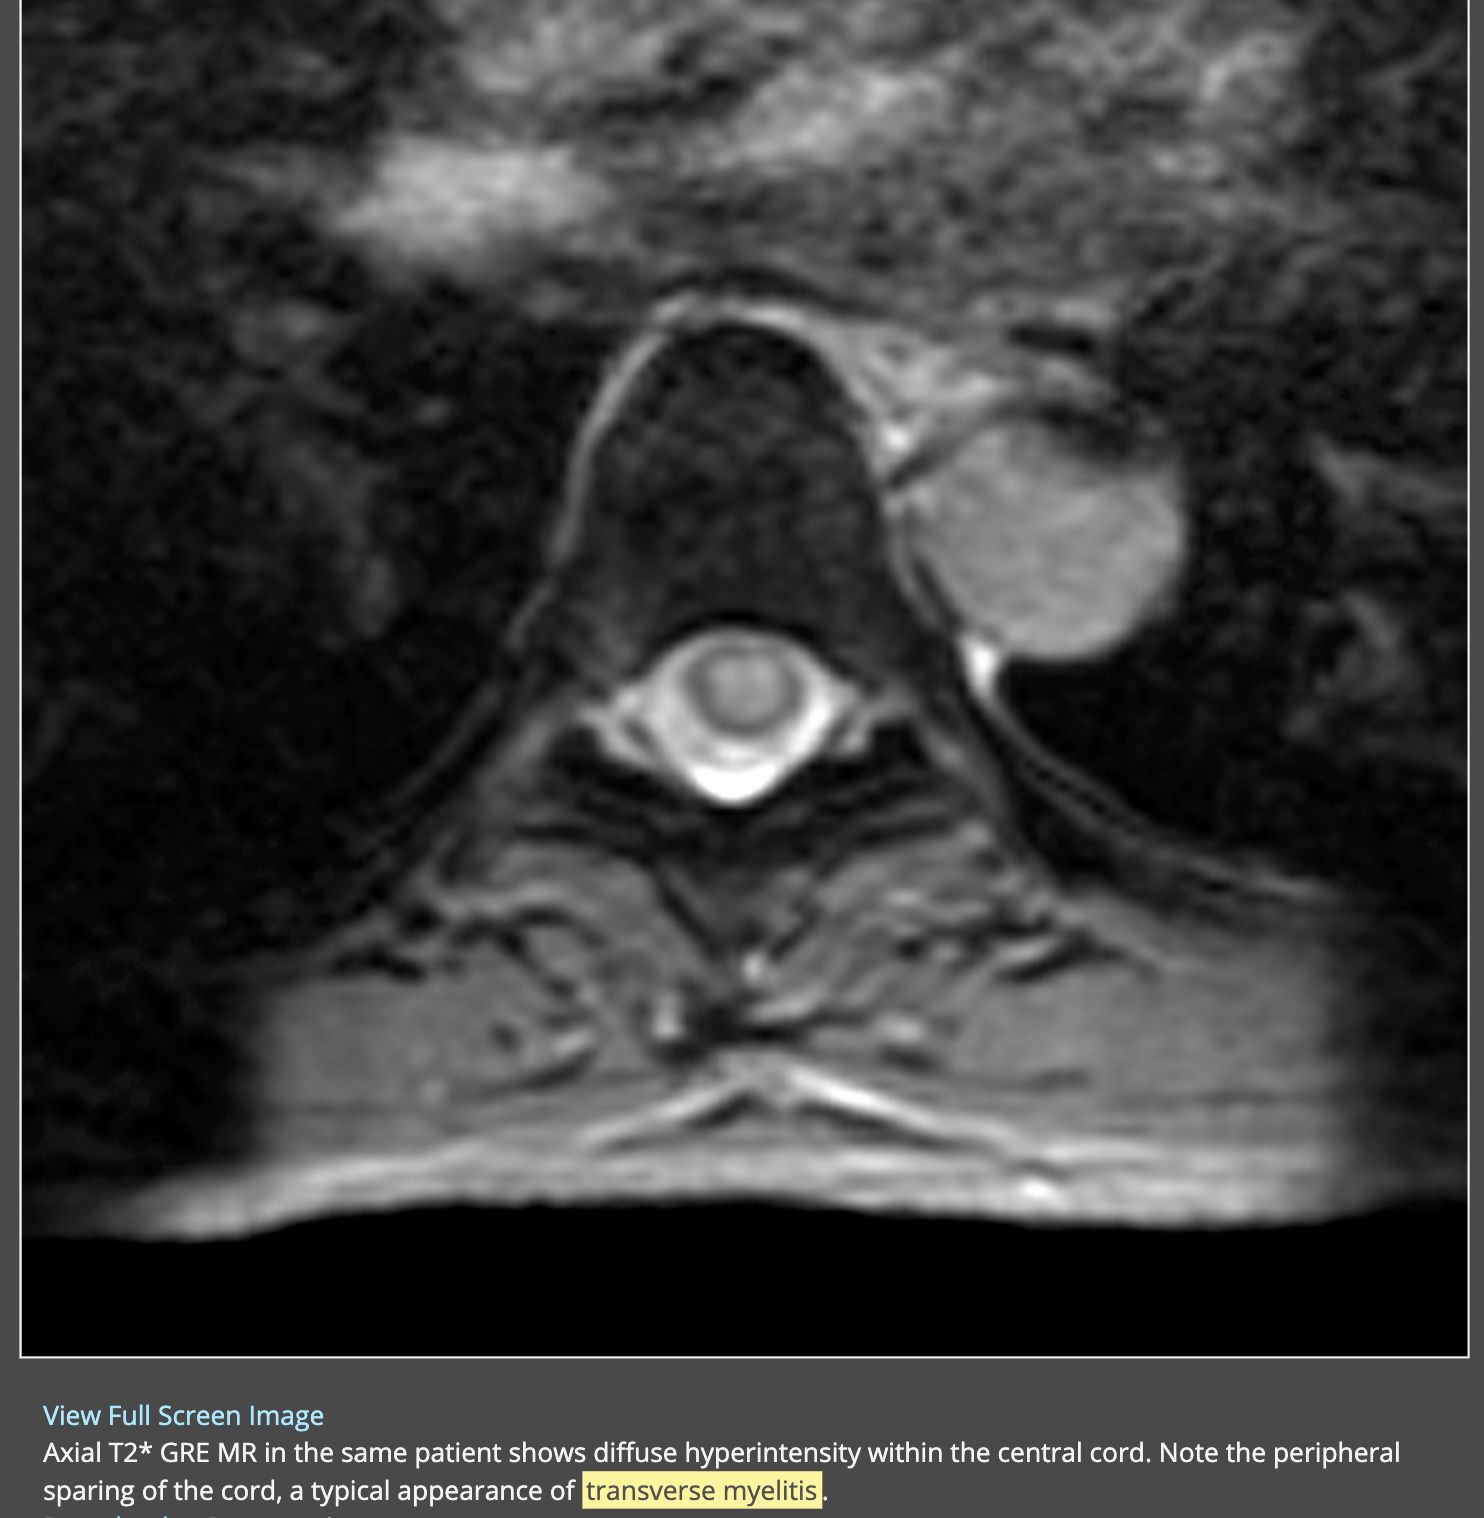 View Full Screen Image
Axial T2* GRE MR in the same patient shows diffuse hyperintensity within the central cord. Note the peripheral
sparing of the cord, a typical appearance of transverse myelitis.